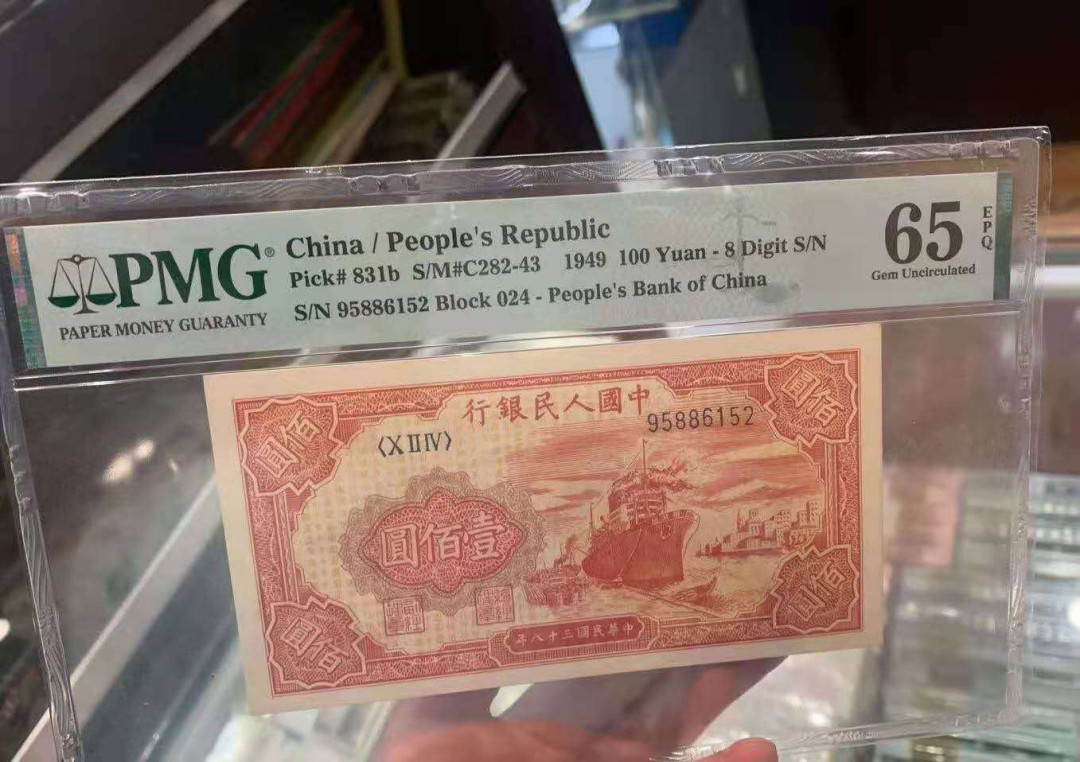 PMG®
PAPER MONEY GUARANTY
China / People's Republic
Pick# 831b S/M#C282-43 1949 100 Yuan - 8 Digit S/N
S/N 95886152 Block 024 - People's Bank of China
65
EPQ
Gem Uncirculated
行銀民人國中
〈XⅡⅣ〉
95886152
圓佰
圓佰
圓佰壹
圓佰
圓佰
年八十三國民華中